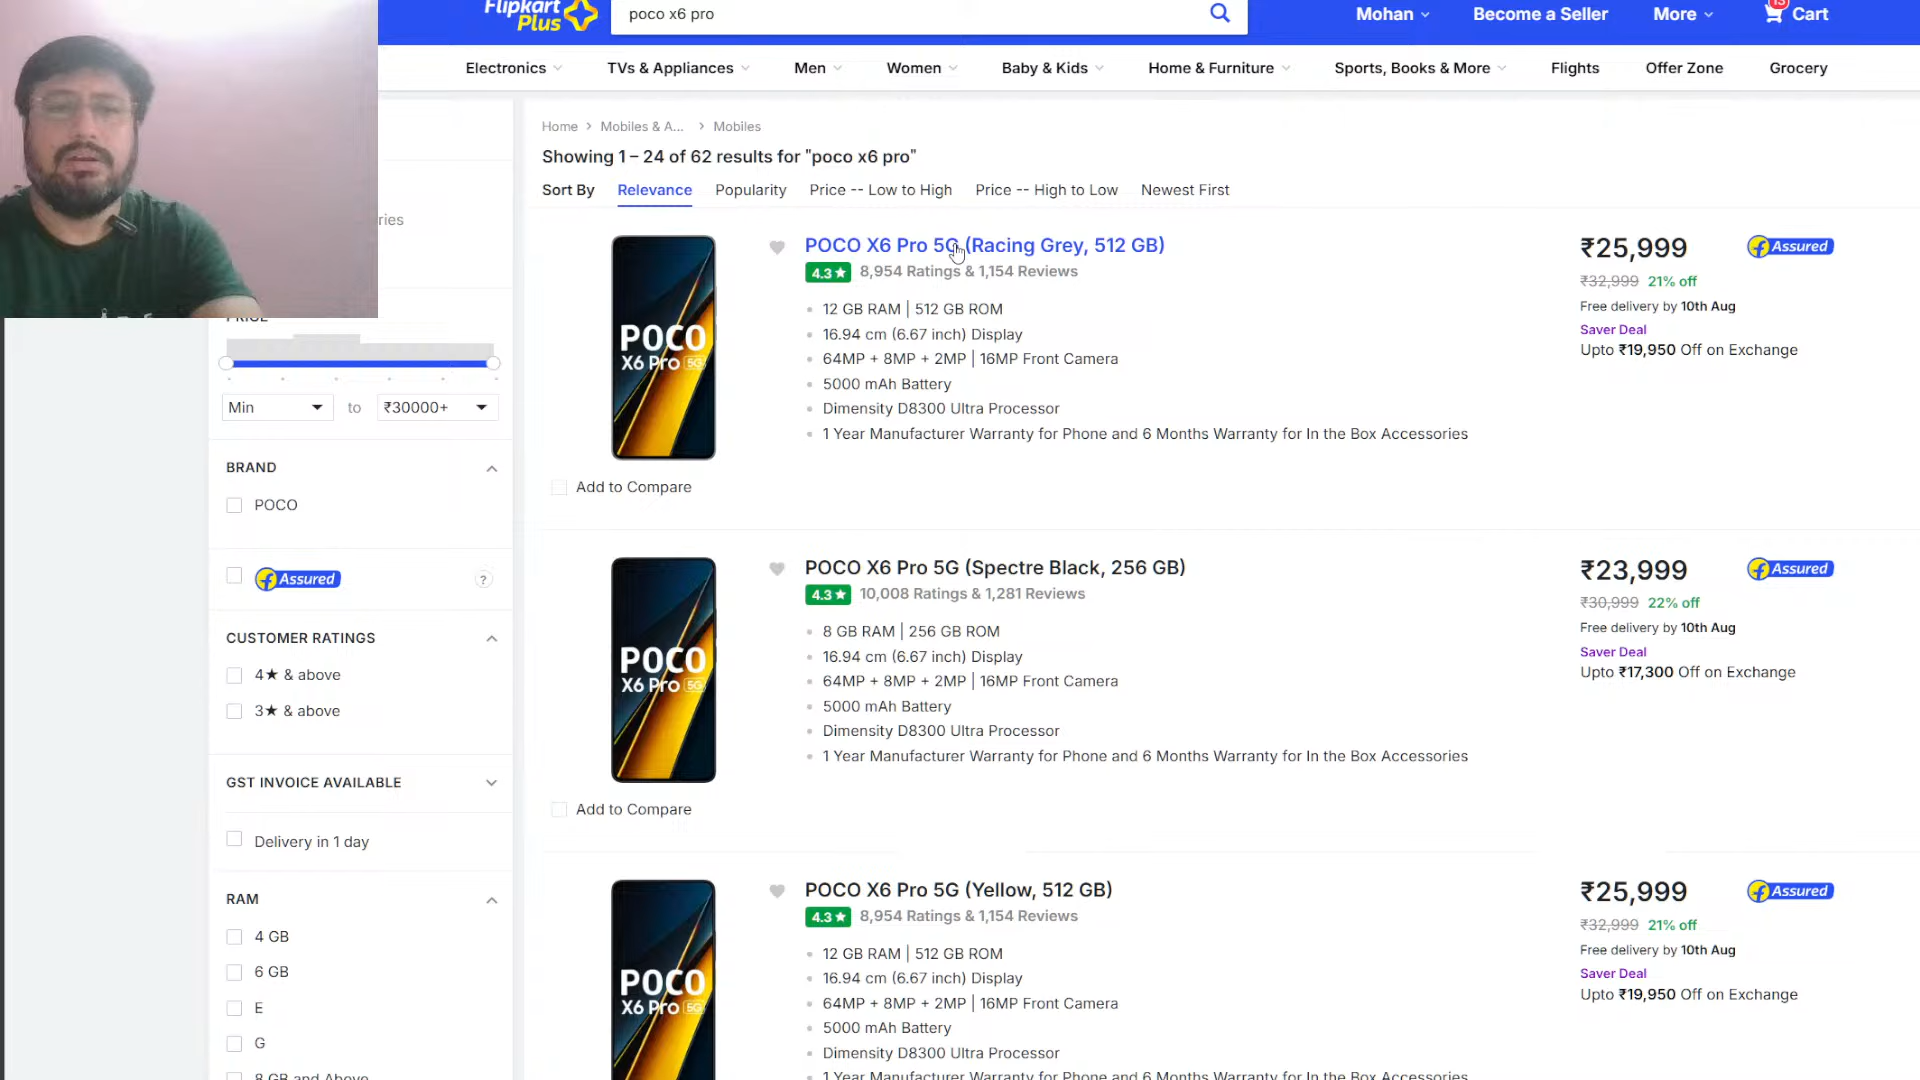 Flipkart
Plus
poco x6 pro
Mohan
Become a Seller
More
13
Cart
Electronics
TVs & Appliances
Men
Women
Baby & Kids
Home & Furniture
Sports, Books & More
Flights
Offer Zone
Grocery
Home
Mobiles & A...
Mobiles
Showing 1 – 24 of 62 results for "poco x6 pro"
Sort By
Relevance
Popularity
Price -- Low to High
Price -- High to Low
Newest First
ries
PRICE
Min
to
₹30000+
BRAND
POCO
Assured
?
CUSTOMER RATINGS
4★ & above
3★ & above
GST INVOICE AVAILABLE
Delivery in 1 day
RAM
4 GB
6 GB
E
G
8 GB and Above
POCO
X6 Pro 5G
Add to Compare
POCO X6 Pro 5G (Racing Grey, 512 GB)
4.3★ 8,954 Ratings & 1,154 Reviews
12 GB RAM | 512 GB ROM
16.94 cm (6.67 inch) Display
64MP + 8MP + 2MP | 16MP Front Camera
5000 mAh Battery
Dimensity D8300 Ultra Processor
1 Year Manufacturer Warranty for Phone and 6 Months Warranty for In the Box Accessories
₹25,999
Assured
₹32,999 21% off
Free delivery by 10th Aug
Saver Deal
Upto ₹19,950 Off on Exchange
POCO
X6 Pro 5G
Add to Compare
POCO X6 Pro 5G (Spectre Black, 256 GB)
4.3★ 10,008 Ratings & 1,281 Reviews
8 GB RAM | 256 GB ROM
16.94 cm (6.67 inch) Display
64MP + 8MP + 2MP | 16MP Front Camera
5000 mAh Battery
Dimensity D8300 Ultra Processor
1 Year Manufacturer Warranty for Phone and 6 Months Warranty for In the Box Accessories
₹23,999
Assured
₹30,999 22% off
Free delivery by 10th Aug
Saver Deal
Upto ₹17,300 Off on Exchange
POCO
X6 Pro 5G
POCO X6 Pro 5G (Yellow, 512 GB)
4.3★ 8,954 Ratings & 1,154 Reviews
12 GB RAM | 512 GB ROM
16.94 cm (6.67 inch) Display
64MP + 8MP + 2MP | 16MP Front Camera
5000 mAh Battery
Dimensity D8300 Ultra Processor
1 Year Manufacturer Warranty for Phone and 6 Months Warranty for In the Box Accessories
₹25,999
Assured
₹32,999 21% off
Free delivery by 10th Aug
Saver Deal
Upto ₹19,950 Off on Exchange